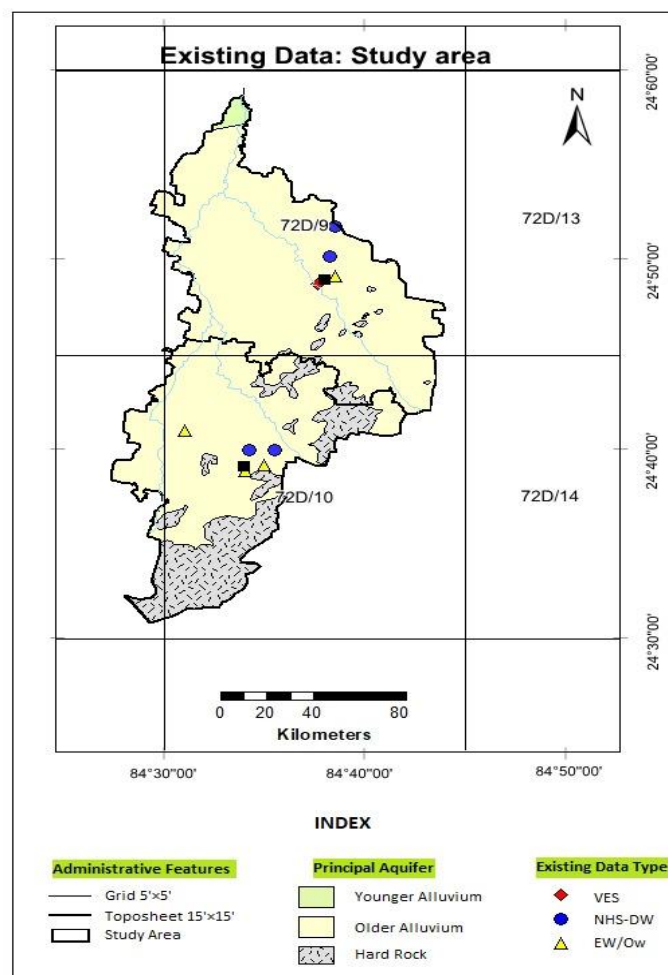 Existing Data: Study area
24°60'00'
N
72D/9
72D/13
24°50'00'
24°40'00'
72D/10
72D/14
24°30'00'
0 20 40 80
Kilometers
84°30"00' 84°40"00' 84°50"00'
INDEX
Administrative Features
Grid 5'×5'
Toposheet 15'×15'
Study Area
Principal Aquifer
Younger Alluvium
Older Alluvium
Hard Rock
Existing Data Type
VES
NHS-DW
EW/Ow